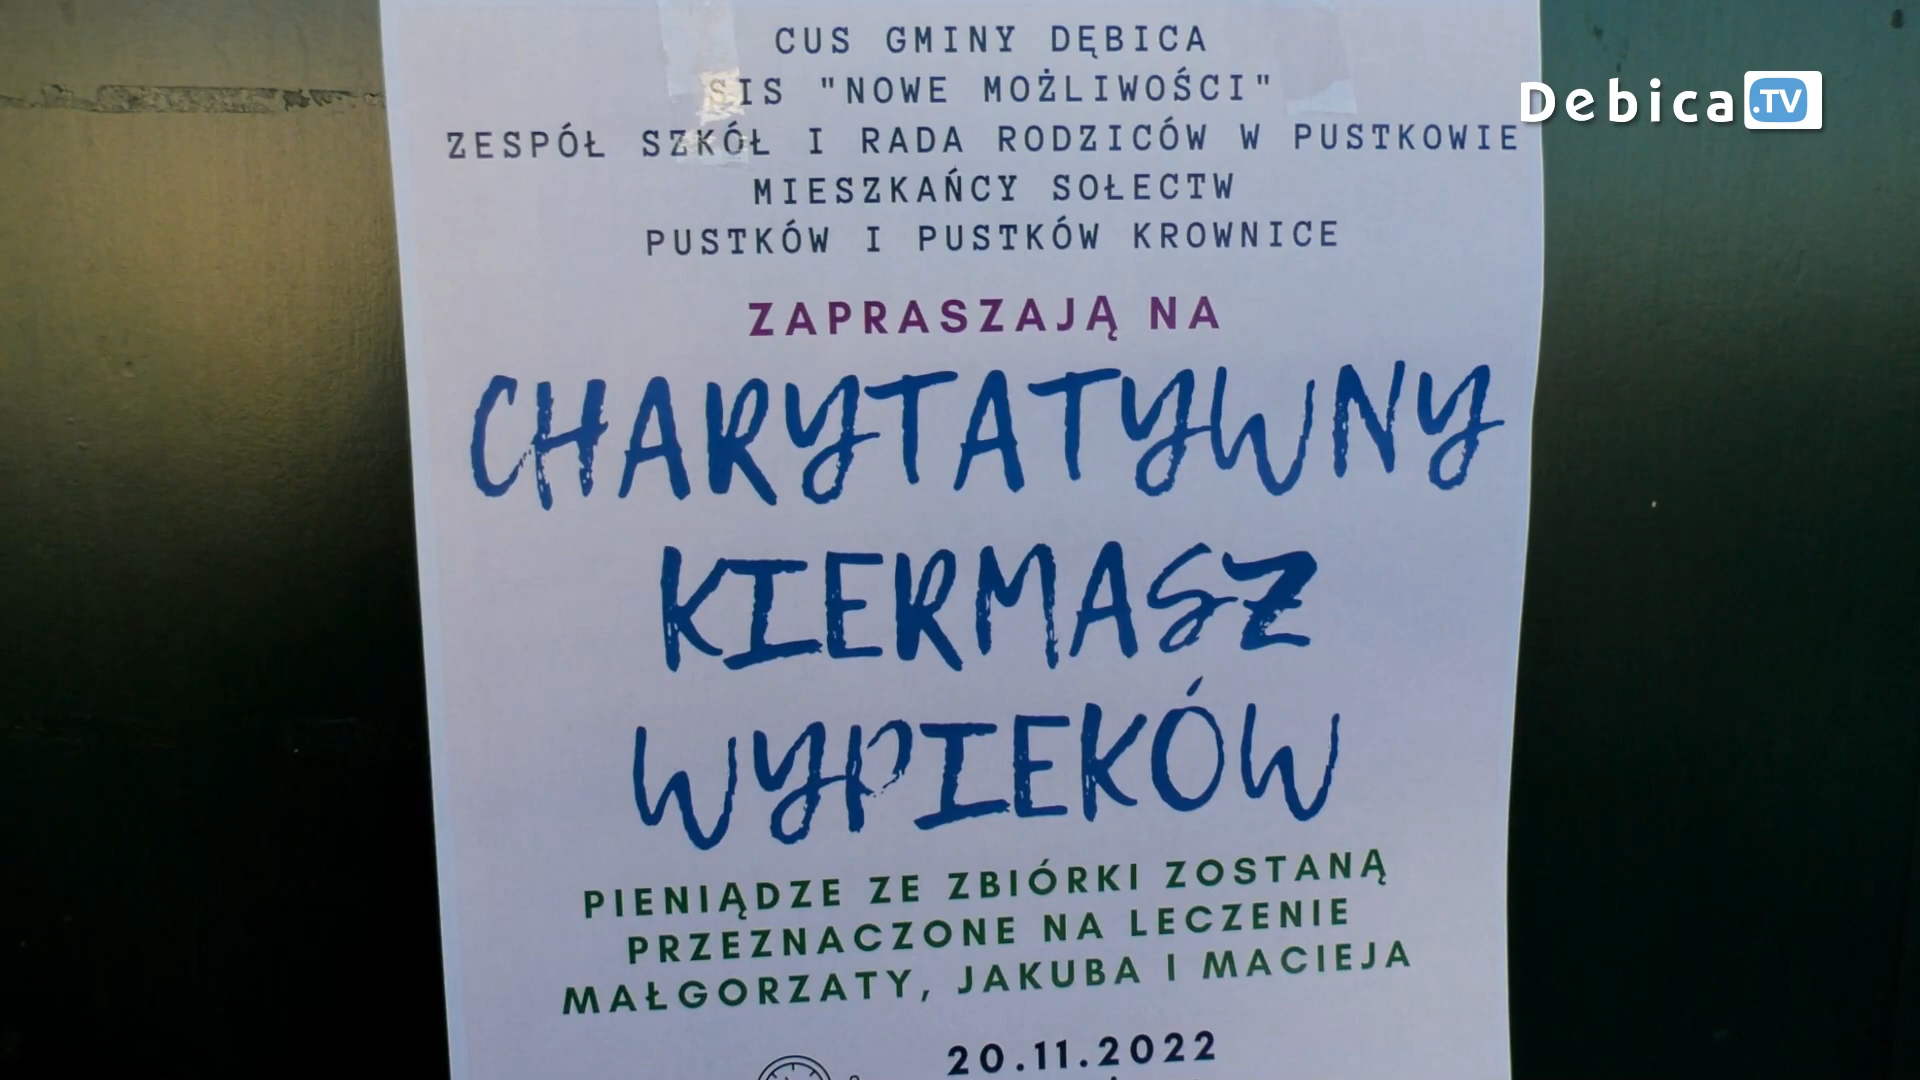 CUS GMINY DĘBICA
SIS "NOWE MOŻLIWOŚCI"
ZESPÓŁ SZKÓŁ I RADA RODZICÓW W PUSTKOWIE
MIESZKAŃCY SOŁECTW
PUSTKÓW I PUSTKÓW KROWNICE
ZAPRASZAJĄ NA
CHARYTATYWNY
KIERMASZ
WYPIEKÓW
PIENIĄDZE ZE ZBIÓRKI ZOSTANĄ
PRZEZNACZONE NA LECZENIE
MAŁGORZATY, JAKUBA I MACIEJA
20.11.2022
Debica.TV